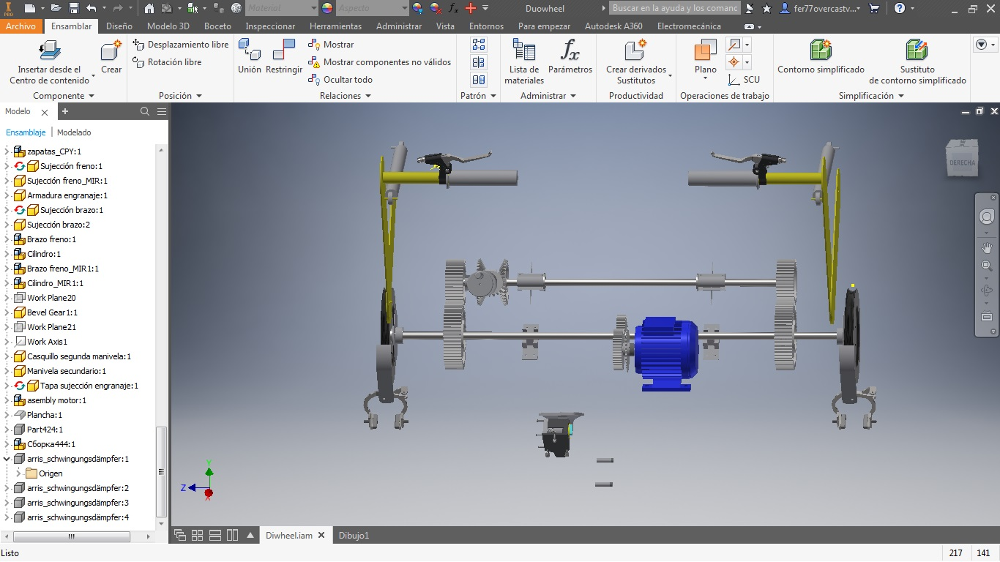 PRO
Material
Aspecto
fx
Duowheel
Buscar en la ayuda y los comanc
fer77overcastv...
Archivo
Ensamblar
Diseño
Modelo 3D
Boceto
Inspeccionar
Herramientas
Administrar
Vista
Entornos
Para empezar
Autodesk A360
Electromecánica
Insertar desde el
Centro de contenido
Crear
Desplazamiento libre
Rotación libre
Unión
Restringir
Mostrar
Mostrar componentes no válidos
Ocultar todo
Lista de
materiales
fx
Parámetros
Crear derivados
Sustitutos
Plano
SCU
Contorno simplificado
Sustituto
de contorno simplificado
Componente
Posición
Relaciones
Patrón
Administrar
Productividad
Operaciones de trabajo
Simplificación
Modelo
Ensamblaje
Modelado
zapatas_CPY:1
Sujección freno:1
Sujección freno_MIR:1
Armadura engranaje:1
Sujección brazo:1
Sujección brazo:2
Brazo freno:1
Cilindro:1
Brazo freno_MIR1:1
Cilindro_MIR1:1
Work Plane20
Bevel Gear1:1
Work Plane21
Work Axis1
Casquillo segunda manivela:1
Manivela secundario:1
Tapa sujección engranaje:1
asembly motor:1
Plancha:1
Part424:1
Сборка444:1
arris_schwingungsdämpfer:1
Origen
arris_schwingungsdämpfer:2
arris_schwingungsdämpfer:3
arris_schwingungsdämpfer:4
DERECHA
Y
Z
X
Diwheel.iam
Dibujo1
Listo
217
141